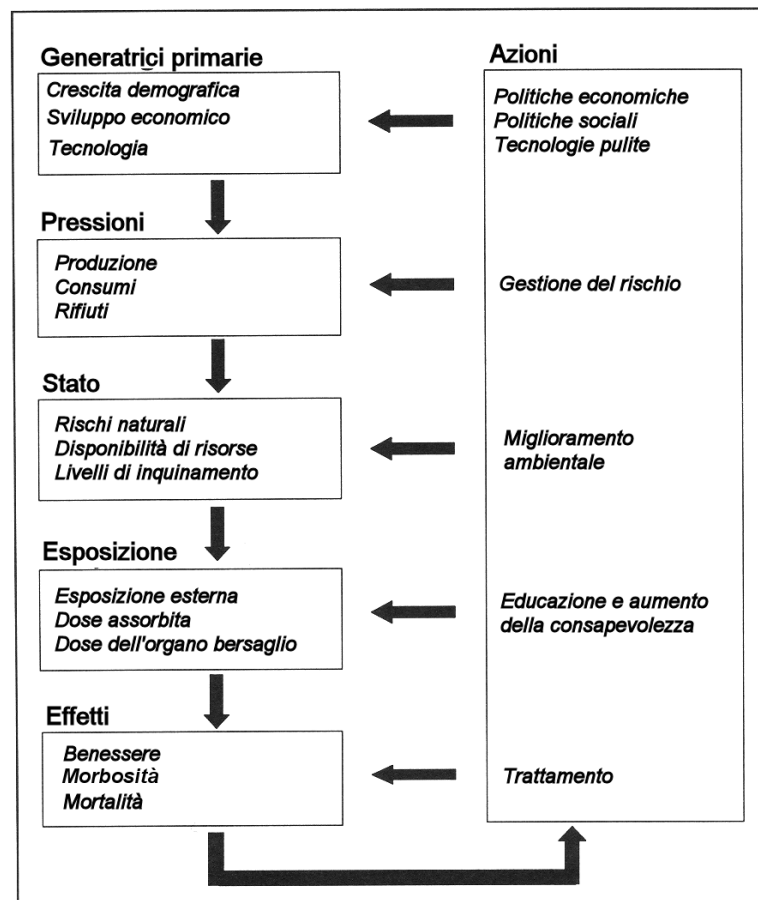 Generatrici primarie
Crescita demografica
Sviluppo economico
Tecnologia
Pressioni
Produzione
Consumi
Rifiuti
Stato
Rischi naturali
Disponibilità di risorse
Livelli di inquinamento
Esposizione
Esposizione esterna
Dose assorbita
Dose dell'organo bersaglio
Effetti
Benessere
Morbosità
Mortalità
Azioni
Politiche economiche
Politiche sociali
Tecnologie pulite
Gestione del rischio
Miglioramento
ambientale
Educazione e aumento
della consapevolezza
Trattamento